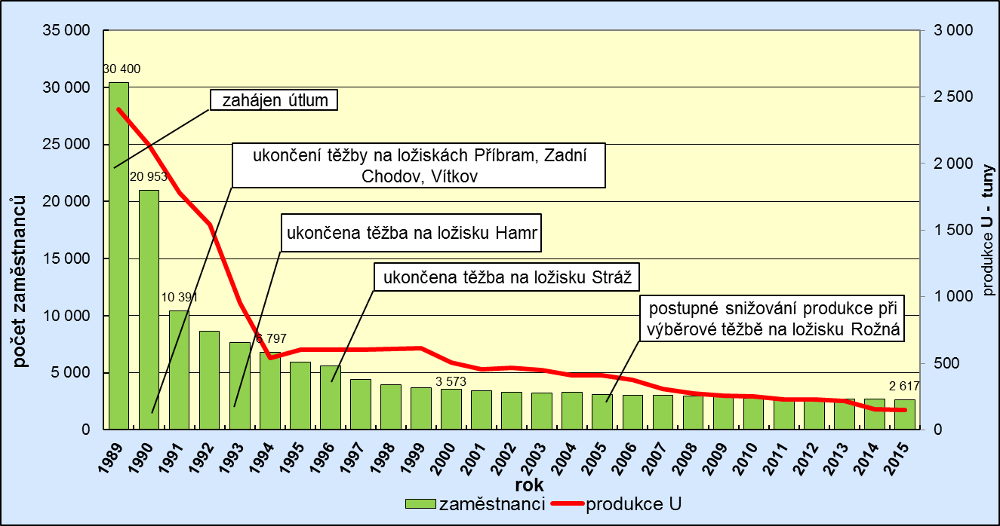 35 000
30 000
25 000
20 000
15 000
10 000
5 000
0
počet zaměstnanců
3 000
2 500
2 000
1 500
1 000
500
0
produkce U - tuny
30 400
20 953
10 391
6 797
3 573
2 617
zahájen útlum
ukončení těžby na ložiskách Příbram, Zadní
Chodov, Vítkov
ukončena těžba na ložisku Hamr
ukončena těžba na ložisku Stráž
postupné snižování produkce při
výběrové těžbě na ložisku Rožná
1989 1990 1991 1992 1993 1994 1995 1996 1997 1998 1999 2000 2001 2002 2003 2004 2005 2006 2007 2008 2009 2010 2011 2012 2013 2014 2015
rok
zaměstnanci produkce U